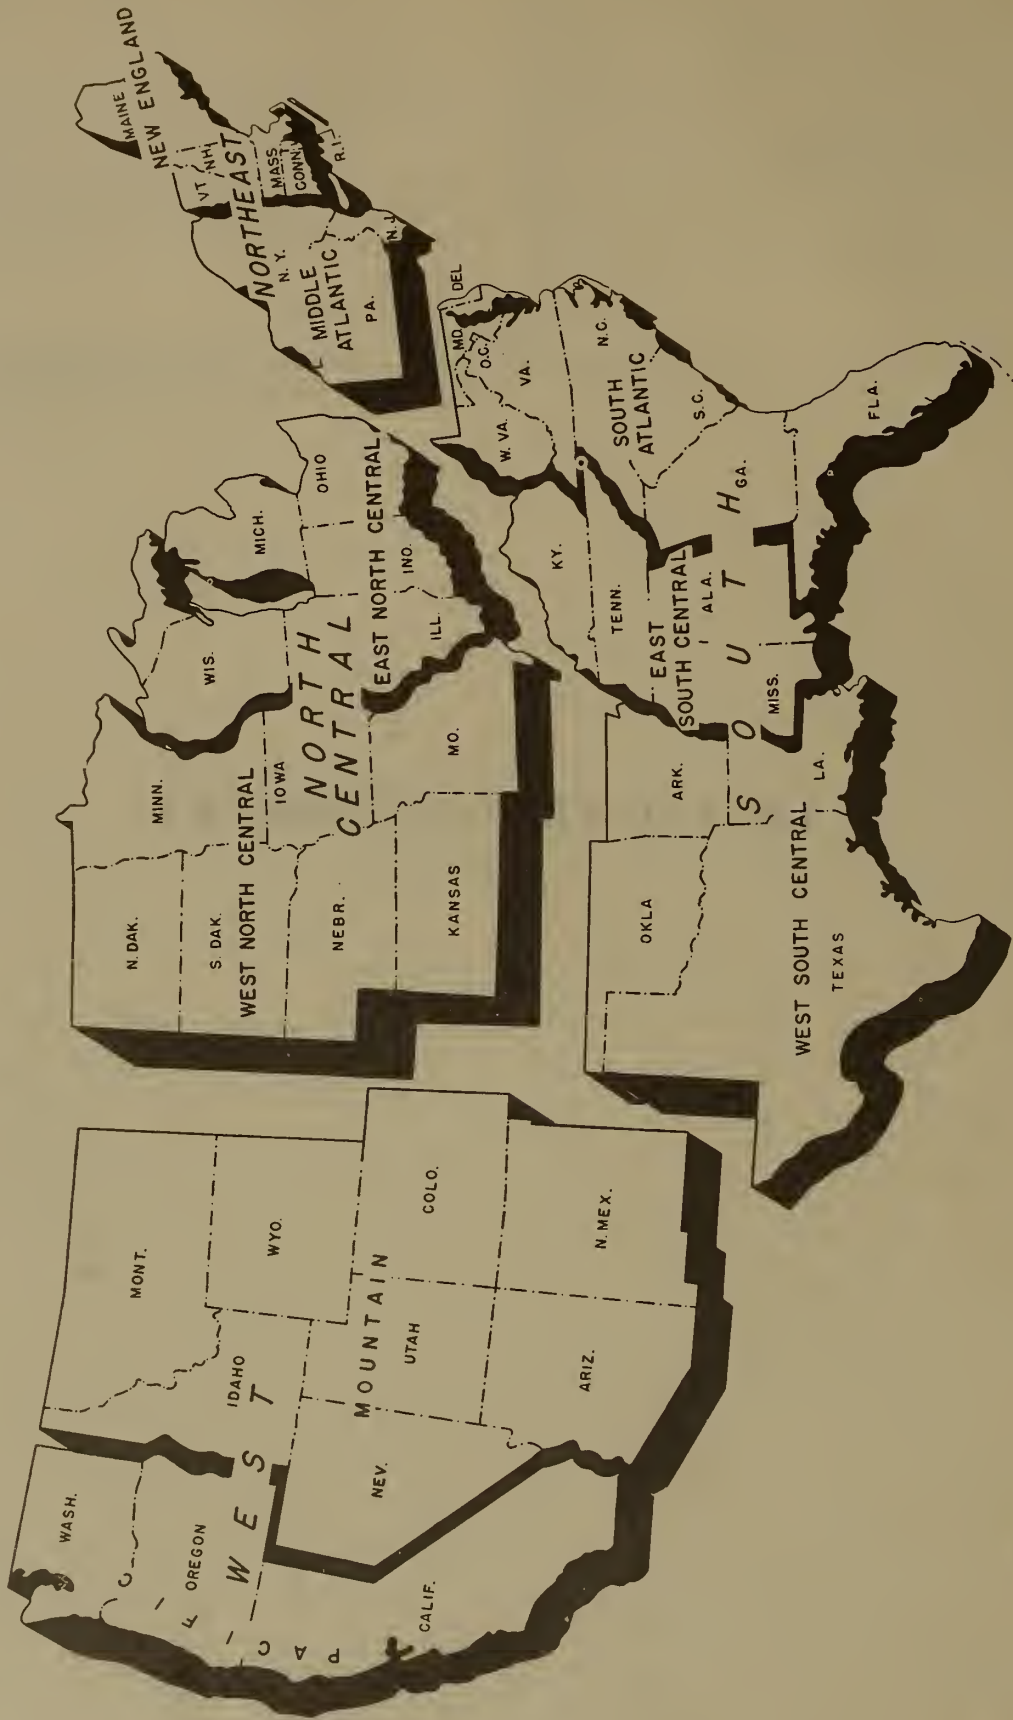 WASH.
OREGON
CALIF.
PACIFIC
WEST
MONT.
IDAHO
WYO.
NEV.
UTAH
COLO.
ARIZ.
N. MEX.
MOUNTAIN
N. DAK.
S. DAK.
WEST NORTH CENTRAL
NEBR.
KANSAS
MINN.
IOWA
MO.
NORTH
CENTRAL
WIS.
MICH.
ILL.
INO.
OHIO
EAST NORTH CENTRAL
MAINE
NEW ENGLAND
VT
NH
MASS
CONN.
R.I.
NORTHEAST
N. Y.
MIDDLE
ATLANTIC
PA.
N.J.
DEL
MD.
O.C.
W. VA.
VA.
N.C.
SOUTH
ATLANTIC
S.C.
GA.
FLA.
SOUTH
KY.
TENN.
EAST
SOUTH CENTRAL
ALA.
MISS.
OKLA
ARK.
LA.
WEST SOUTH CENTRAL
TEXAS